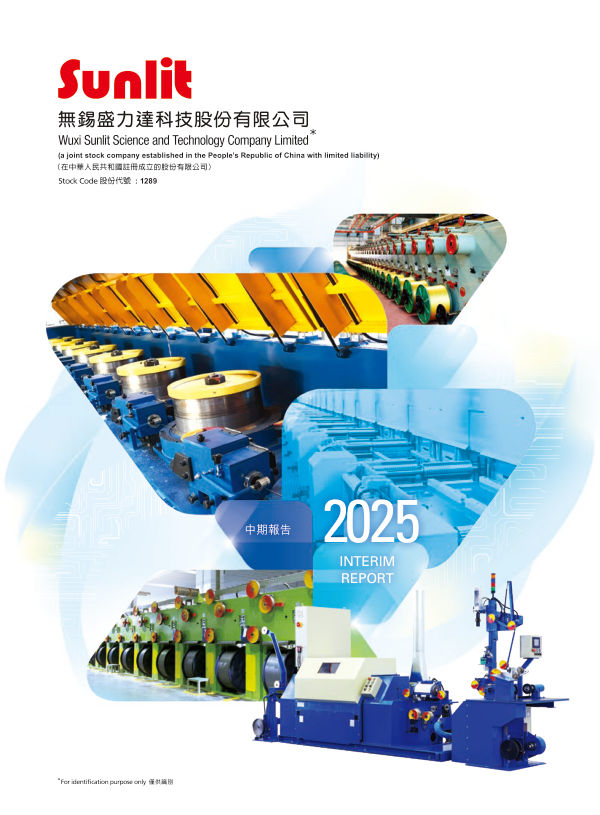 Sunlit
無錫盛力達科技股份有限公司
Wuxi Sunlit Science and Technology Company Limited*
(a joint stock company established in the People's Republic of China with limited liability)
(在中華人民共和國註冊成立的股份有限公司)
Stock Code 股份代號 : 1289
中期報告
2025
INTERIM
REPORT
*For identification purpose only 僅供識別